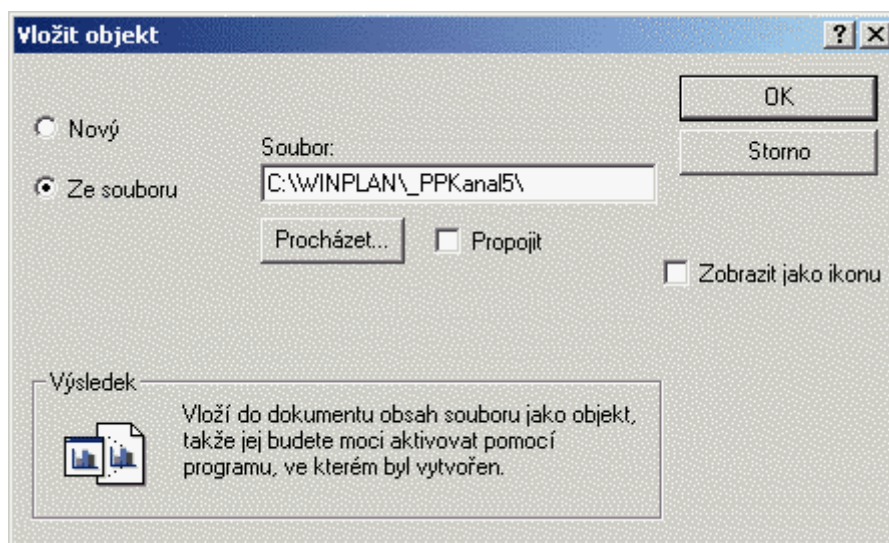 Vložit objekt
Nový
Ze souboru
Soubor:
C:\WINPLAN\_PPKanal5\
Procházet...
Propojit
OK
Storno
Zobrazit jako ikonu
Výsledek
Vloží do dokumentu obsah souboru jako objekt,
takže jej budete moci aktivovat pomocí
programu, ve kterém byl vytvořen.